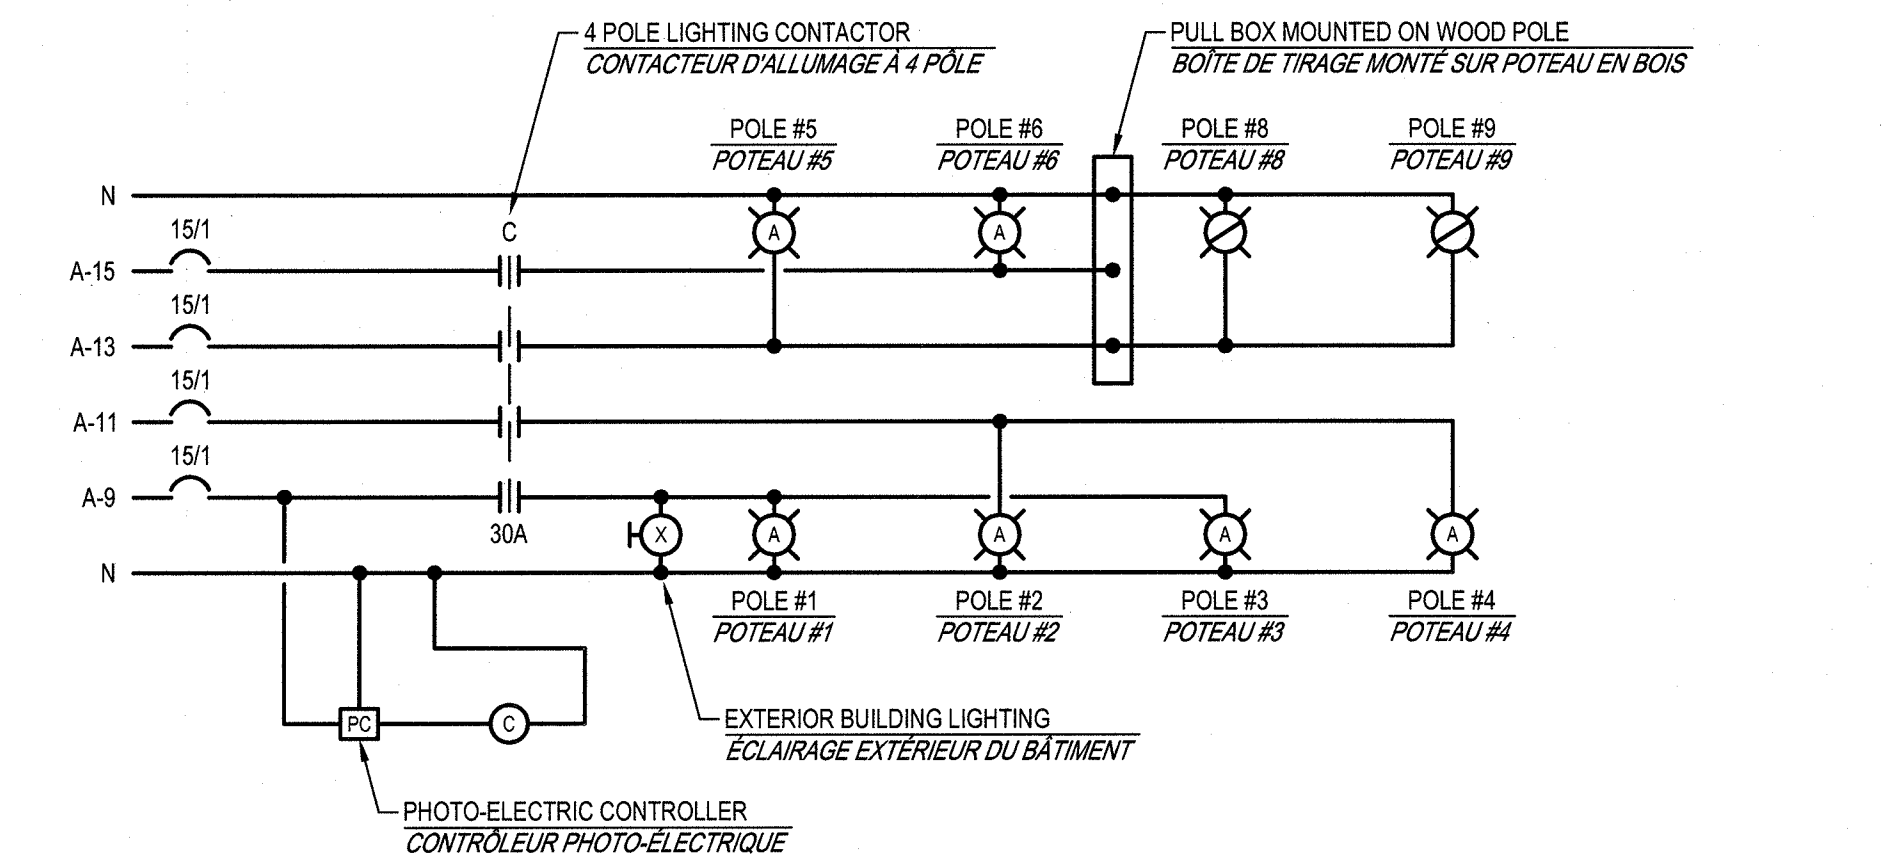 4 POLE LIGHTING CONTACTOR
CONTACTEUR D'ALLUMAGE À 4 PÔLE
PULL BOX MOUNTED ON WOOD POLE
BOÎTE DE TIRAGE MONTÉ SUR POTEAU EN BOIS
POLE #5
POTEAU #5
POLE #6
POTEAU #6
POLE #8
POTEAU #8
POLE #9
POTEAU #9
N
15/1
C
A
A
A-15
15/1
A-13
15/1
A-11
15/1
A-9
30A
X
A
A
A
A
N
POLE #1
POTEAU #1
POLE #2
POTEAU #2
POLE #3
POTEAU #3
POLE #4
POTEAU #4
PC
C
EXTERIOR BUILDING LIGHTING
ÉCLAIRAGE EXTÉRIEUR DU BÂTIMENT
PHOTO-ELECTRIC CONTROLLER
CONTRÔLEUR PHOTO-ÉLECTRIQUE